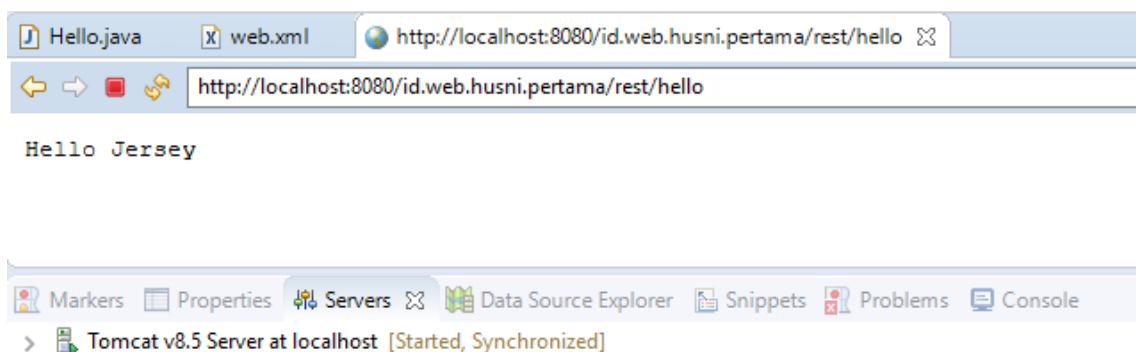 Hello.java web.xml http://localhost:8080/id.web.husni.pertama/rest/hello
http://localhost:8080/id.web.husni.pertama/rest/hello
Hello Jersey
Markers Properties Servers Data Source Explorer Snippets Problems Console
Tomcat v8.5 Server at localhost [Started, Synchronized]